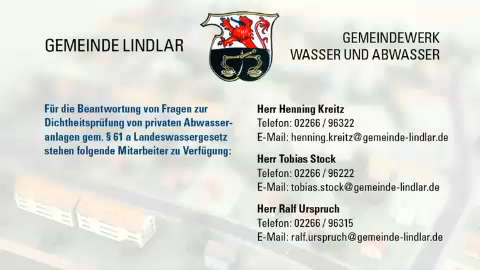 GEMEINDE LINDLAR
GEMEINDEWERK
WASSER UND ABWASSER
Für die Beantwortung von Fragen zur
Dichtheitsprüfung von privaten Abwasser-
anlagen gem. § 61 a Landeswassergesetz
stehen folgende Mitarbeiter zu Verfügung:
Herr Henning Kreitz
Telefon: 02266 / 96322
E-Mail: henning.kreitz@gemeinde-lindlar.de
Herr Tobias Stock
Telefon: 02266 / 96222
E-Mail: tobias.stock@gemeinde-lindlar.de
Herr Ralf Urspruch
Telefon: 02266 / 96315
E-Mail: ralf.urspruch@gemeinde-lindlar.de